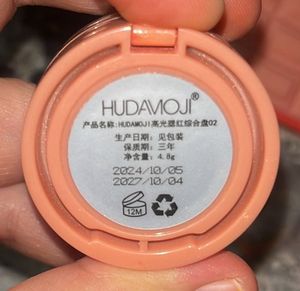 HUDAMOJI®
产品名称: HUDAMOJI高光腮红综合盘02
生产日期: 见包装
保质期: 三年
净含量: 4.8g
2024/10/05
2027/10/04
12M